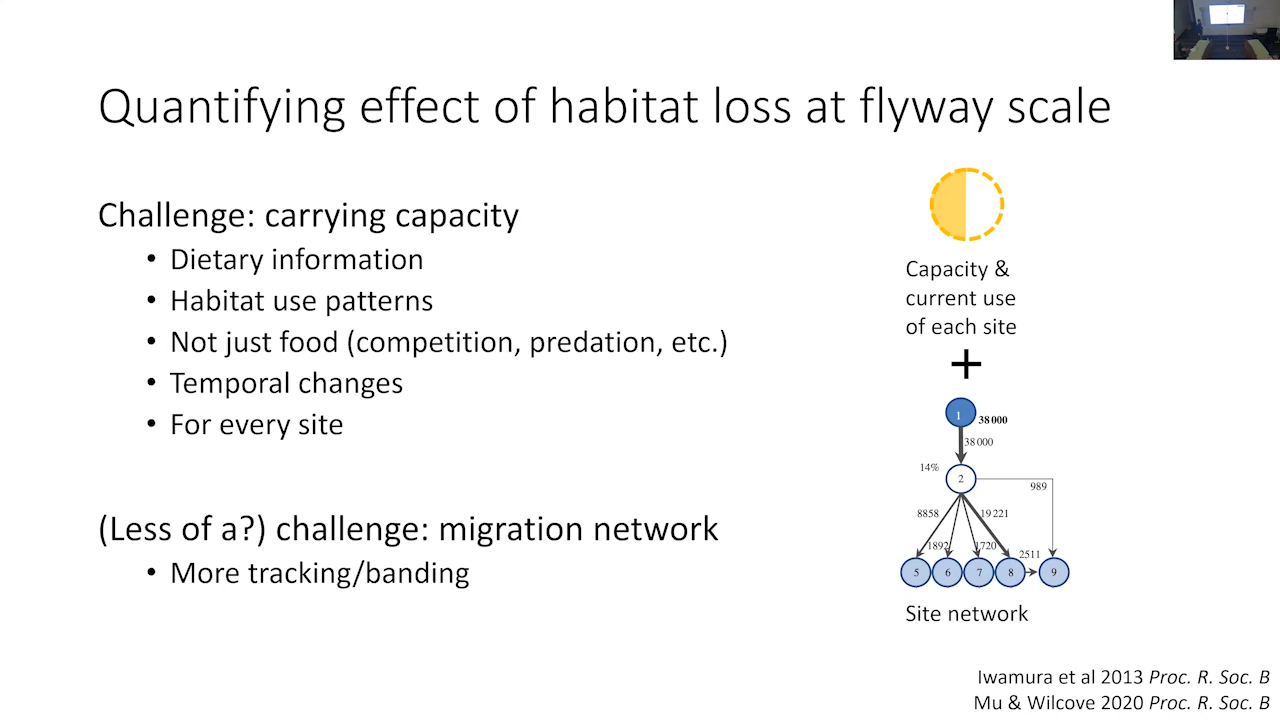 Quantifying effect of habitat loss at flyway scale
Challenge: carrying capacity
• Dietary information
• Habitat use patterns
• Not just food (competition, predation, etc.)
• Temporal changes
• For every site
(Less of a?) challenge: migration network
• More tracking/banding
Capacity &
current use
of each site
+
1
38 000
38 000
14%
2
989
8858
19 221
1892
1720
2511
5
6
7
8
9
Site network
Iwamura et al 2013 Proc. R. Soc. B
Mu & Wilcove 2020 Proc. R. Soc. B